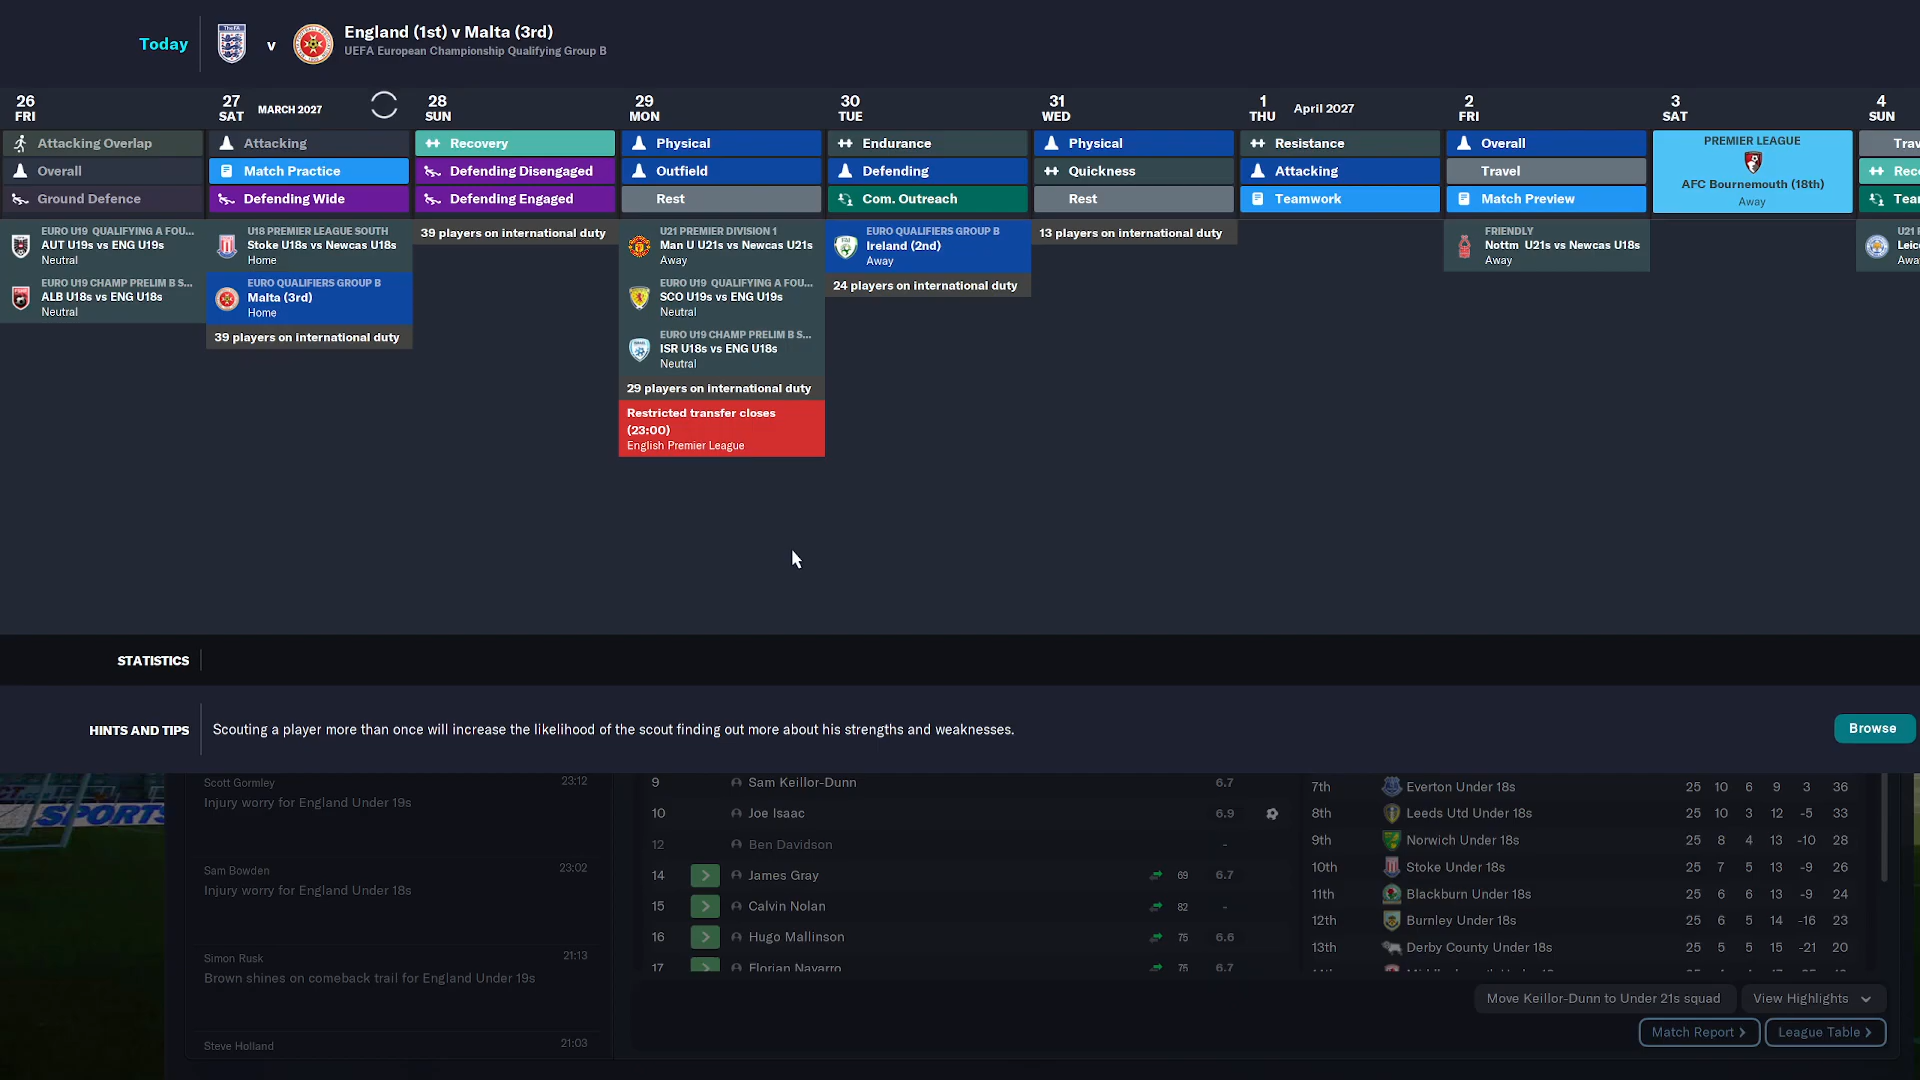 Today
v
England (1st) v Malta (3rd)
UEFA European Championship Qualifying Group B
26
FRI
Attacking Overlap
Overall
Ground Defence
EURO U19 QUALIFYING A FOU...
AUT U19s vs ENG U19s
Neutral
EURO U19 CHAMP PRELIM B S...
ALB U18s vs ENG U18s
Neutral
27
SAT
MARCH 2027
Attacking
Match Practice
Defending Wide
U18 PREMIER LEAGUE SOUTH
Stoke U18s vs Newcas U18s
Home
EURO QUALIFIERS GROUP B
Malta (3rd)
Home
39 players on international duty
28
SUN
Recovery
Defending Disengaged
Defending Engaged
39 players on international duty
29
MON
Physical
Outfield
Rest
U21 PREMIER DIVISION 1
Man U U21s vs Newcas U21s
Away
EURO U19 QUALIFYING A FOU...
SCO U19s vs ENG U19s
Neutral
EURO U19 CHAMP PRELIM B S...
ISR U18s vs ENG U18s
Neutral
29 players on international duty
Restricted transfer closes
(23:00)
English Premier League
30
TUE
Endurance
Defending
Com. Outreach
EURO QUALIFIERS GROUP B
Ireland (2nd)
Away
24 players on international duty
31
WED
Physical
Quickness
Rest
13 players on international duty
1
THU
April 2027
Resistance
Attacking
Teamwork
2
FRI
Overall
Travel
Match Preview
FRIENDLY
Nottm U21s vs Newcas U18s
Away
3
SAT
PREMIER LEAGUE
AFC Bournemouth (18th)
Away
4
SUN
Trav
Reco
Tear
U21 F
Leic
Away
STATISTICS
HINTS AND TIPS
Scouting a player more than once will increase the likelihood of the scout finding out more about his strengths and weaknesses.
Browse
SPORTS
Scott Gormley 23:12
Injury worry for England Under 19s
Sam Bowden 23:02
Injury worry for England Under 18s
Simon Rusk 21:13
Brown shines on comeback trail for England Under 19s
Steve Holland 21:03
9 Sam Keillor-Dunn 6.7
10 Joe Isaac 6.9
12 Ben Davidson -
14 James Gray 69 6.7
15 Calvin Nolan 82 -
16 Hugo Mallinson 75 6.6
17 Florian Navarro 75 6.7
7th Everton Under 18s 25 10 6 9 3 36
8th Leeds Utd Under 18s 25 10 3 12 -5 33
9th Norwich Under 18s 25 8 4 13 -10 28
10th Stoke Under 18s 25 7 5 13 -9 26
11th Blackburn Under 18s 25 6 6 13 -9 24
12th Burnley Under 18s 25 6 5 14 -16 23
13th Derby County Under 18s 25 5 5 15 -21 20
Move Keillor-Dunn to Under 21s squad
View Highlights
Match Report
League Table